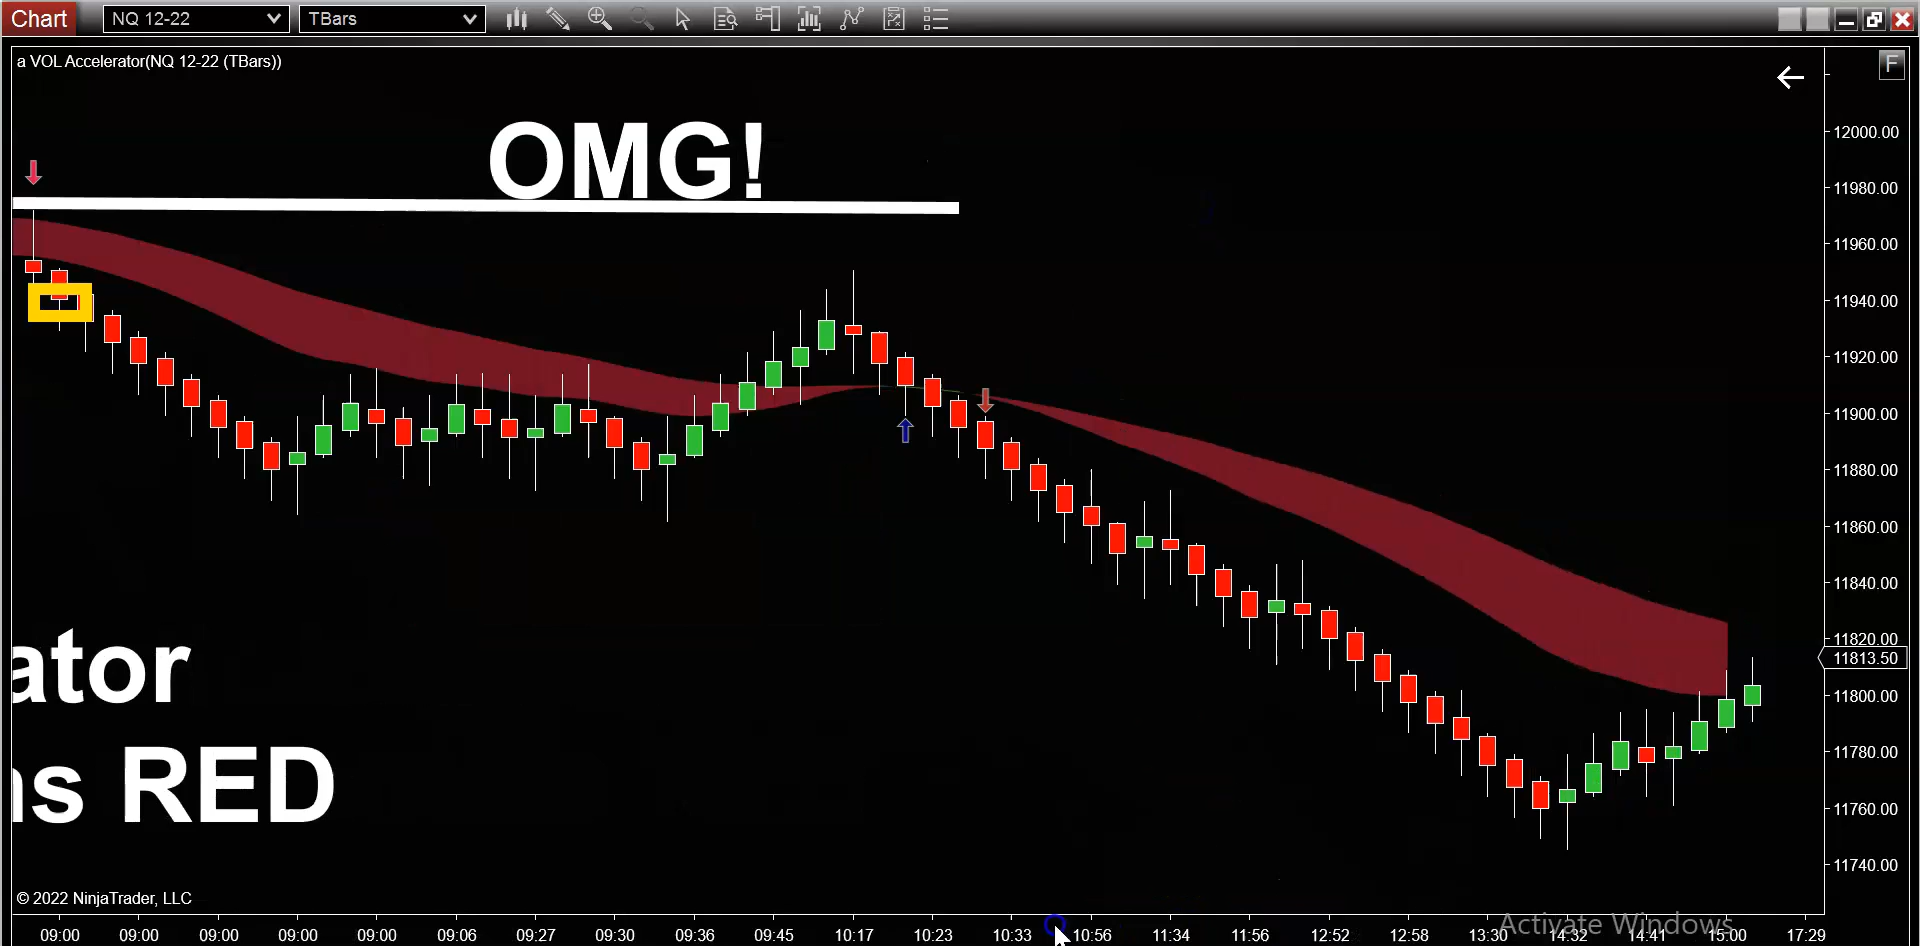 Chart NQ 12-22 TBars
a VOL Accelerator(NQ 12-22 (TBars))
F
OMG!
12000.00
11980.00
11960.00
11940.00
11920.00
11900.00
11880.00
11860.00
11840.00
11820.00
11813.50
11800.00
11780.00
11760.00
11740.00
ator
ns RED
© 2022 NinjaTrader, LLC
Activate Windows
09:00 09:00 09:00 09:00 09:00 09:06 09:27 09:30 09:36 09:45 10:17 10:23 10:33 10:56 11:34 11:56 12:52 12:58 13:30 14:32 14:41 15:00 17:29